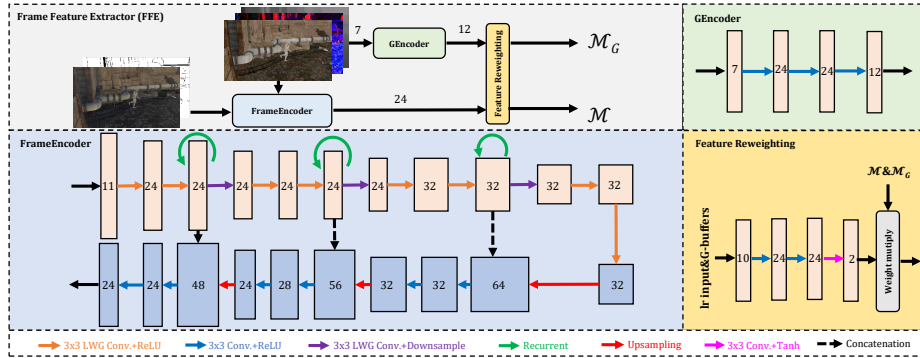 Frame Feature Extractor (FFE)
7
GEncoder
12
Feature Reweighting
ℳG
FrameEncoder
24
ℳ
GEncoder
7
24
24
12
FrameEncoder
11
24
24
24
24
24
24
32
32
32
32
24
24
48
24
28
56
32
32
64
32
Feature Reweighting
ℳ&ℳG
Ir input&G-buffers
10
24
24
2
Weight mutiply
3x3 LWG Conv.+ReLU
3x3 Conv.+ReLU
3x3 LWG Conv.+Downsample
Recurrent
Upsampling
3x3 Conv.+Tanh
Concatenation